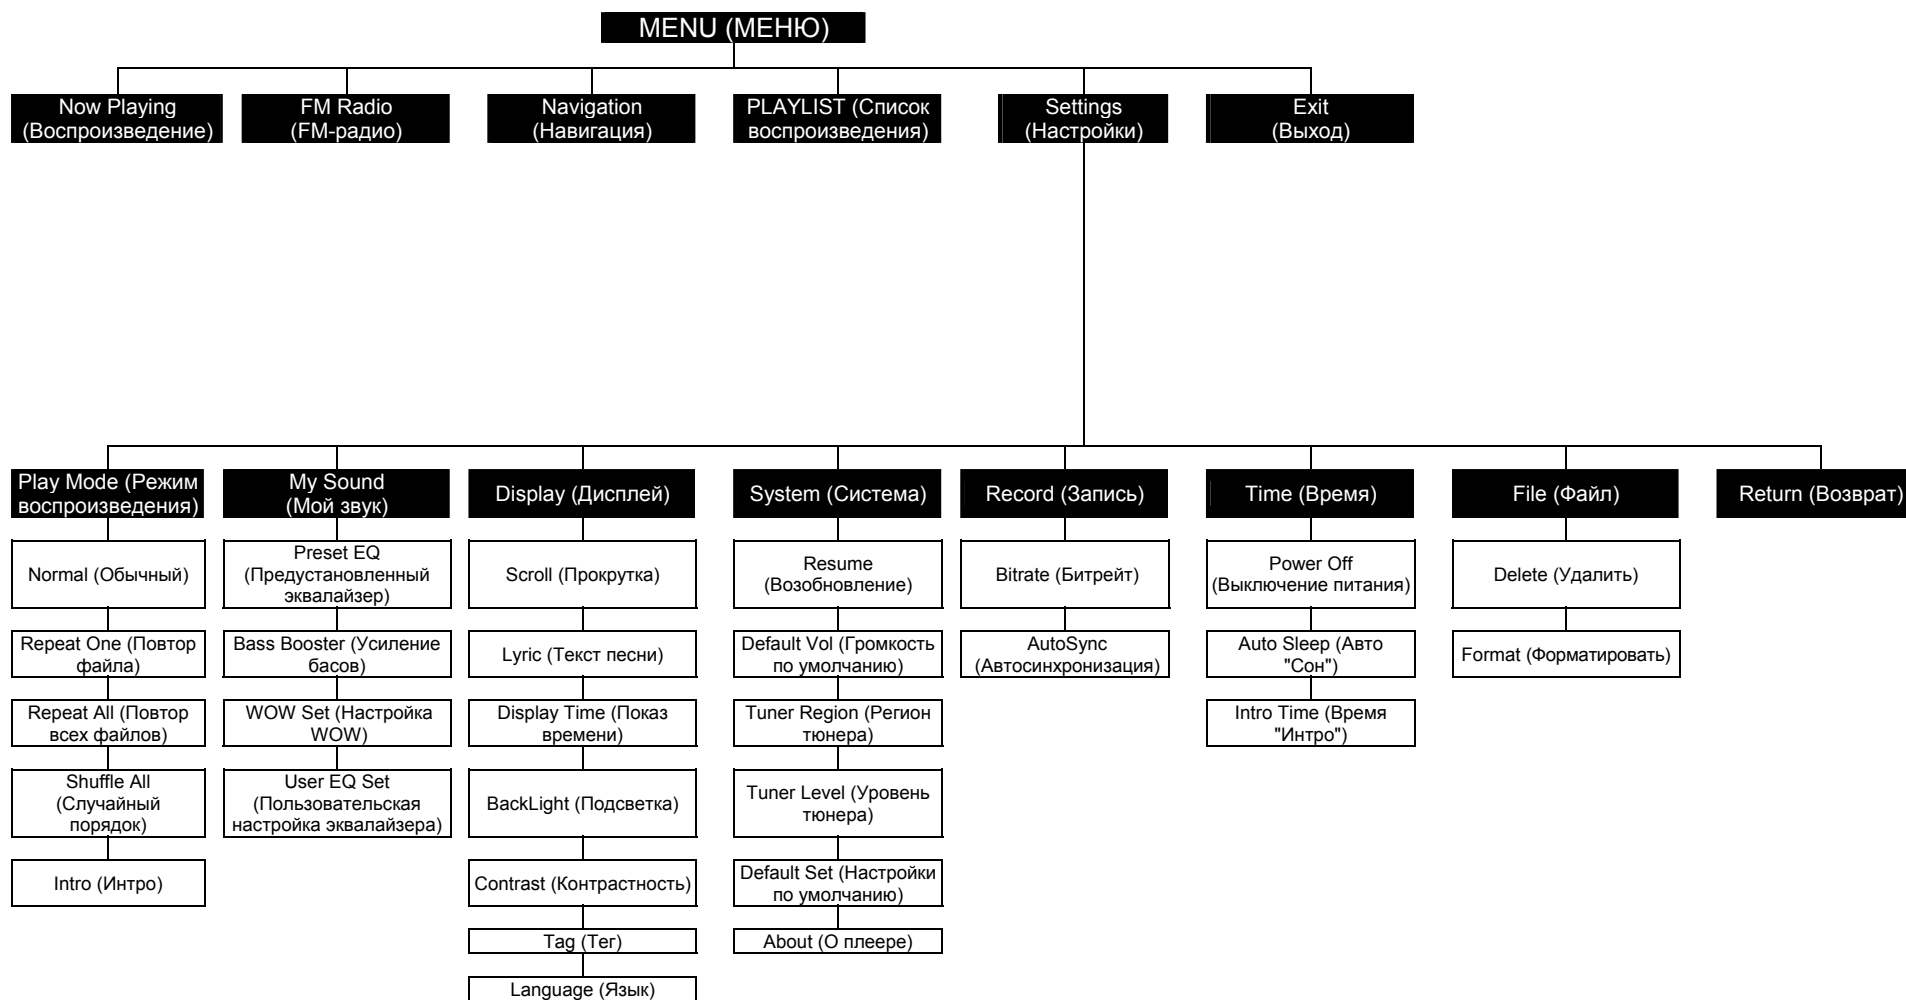 MENU (МЕНЮ)
Now Playing
(Воспроизведение)
FM Radio
(FM-радио)
Navigation
(Навигация)
PLAYLIST (Список
воспроизведения)
Settings
(Настройки)
Exit
(Выход)
Play Mode (Режим
воспроизведения)
My Sound
(Мой звук)
Display (Дисплей)
System (Система)
Record (Запись)
Time (Время)
File (Файл)
Return (Возврат)
Normal (Обычный)
Preset EQ
(Предустановленный
эквалайзер)
Scroll (Прокрутка)
Resume
(Возобновление)
Bitrate (Битрейт)
Power Off
(Выключение питания)
Delete (Удалить)
Repeat One (Повтор
файла)
Bass Booster (Усиление
басов)
Lyric (Текст песни)
Default Vol (Громкость
по умолчанию)
AutoSync
(Автосинхронизация)
Auto Sleep (Авто
"Сон")
Format (Форматировать)
Repeat All (Повтор
всех файлов)
WOW Set (Настройка
WOW)
Display Time (Показ
времени)
Tuner Region (Регион
тюнера)
Intro Time (Время
"Интро")
Shuffle All
(Случайный
порядок)
User EQ Set
(Пользовательская
настройка эквалайзера)
BackLight (Подсветка)
Tuner Level (Уровень
тюнера)
Intro (Интро)
Contrast (Контрастность)
Default Set (Настройки
по умолчанию)
Tag (Тег)
About (О плеере)
Language (Язык)